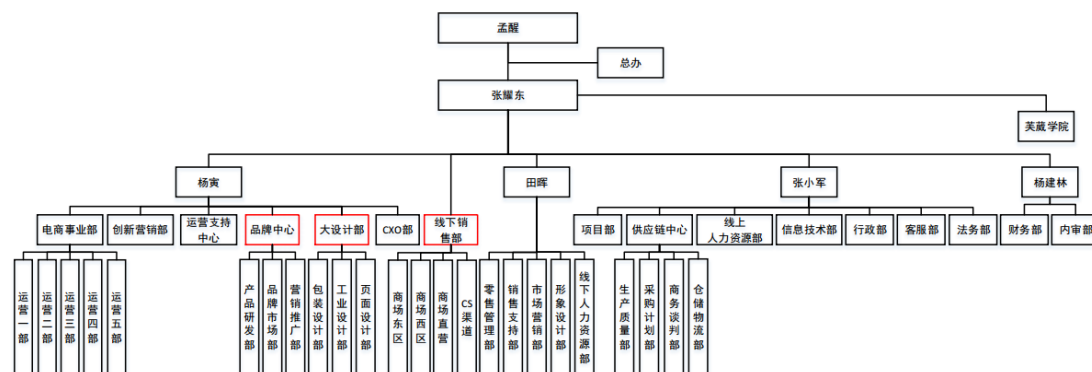 孟醒
总办
张耀东
芙蒇学院
杨寅
田晖
张小军
杨建林
电商事业部
创新营销部
运营支持
中心
品牌中心
大设计部
CXO部
线下销
售部
项目部
供应链中心
线上
人力资源部
信息技术部
行政部
客服部
法务部
财务部
内审部
运营一部
运营二部
运营三部
运营四部
运营五部
产品研发部
品牌市场部
营销推广部
包装设计部
工业设计部
页面设计部
商场东区
商场西区
商场直营
CS渠道
零售管理部
销售支持部
市场营销部
形象设计部
线下人力资源部
生产质量部
采购计划部
商务谈判部
仓储物流部